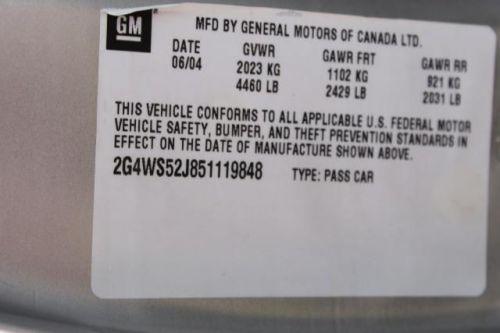 GM
MFD BY GENERAL MOTORS OF CANADA LTD.
DATE GVWR GAWR FRT GAWR RR
06/04 2023 KG 1102 KG 921 KG
4460 LB 2429 LB 2031 LB
THIS VEHICLE CONFORMS TO ALL APPLICABLE U.S. FEDERAL MOTOR
VEHICLE SAFETY, BUMPER, AND THEFT PREVENTION STANDARDS IN
EFFECT ON THE DATE OF MANUFACTURE SHOWN ABOVE.
2G4WS52J851119848 TYPE: PASS CAR